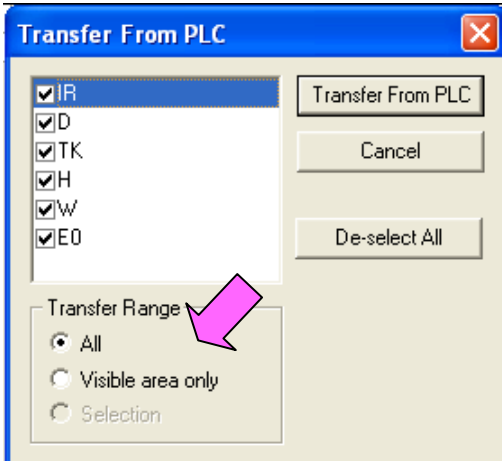 Transfer From PLC
IR
D
TK
H
W
E0
Transfer From PLC
Cancel
De-select All
Transfer Range
All
Visible area only
Selection